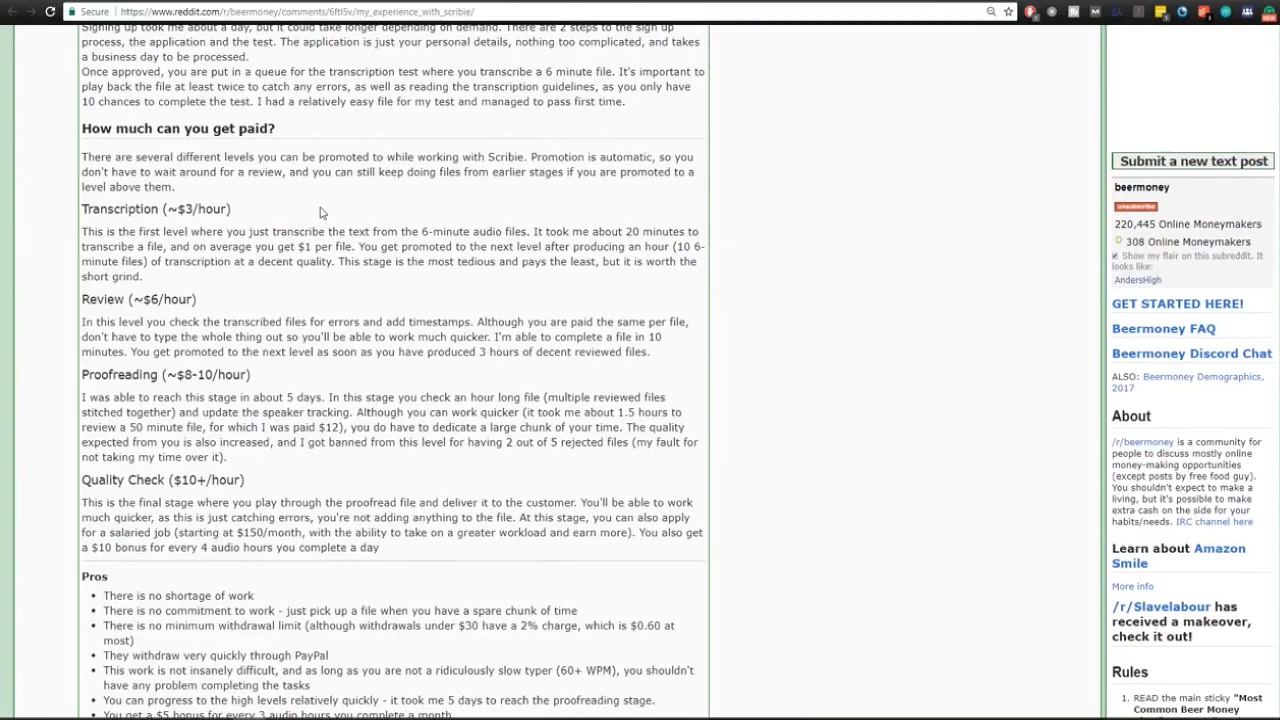 Secure
https://www.reddit.com/r/beermoney/comments/6ftl5v/my_experience_with_scribie/
Signing up took me about a day, but it could take longer depending on demand. There are 2 steps to the sign up
process, the application and the test. The application is just your personal details, nothing too complicated, and takes
a business day to be processed.
Once approved, you are put in a queue for the transcription test where you transcribe a 6 minute file. It's important to
play back the file at least twice to catch any errors, as well as reading the transcription guidelines, as you only have
10 chances to complete the test. I had a relatively easy file for my test and managed to pass first time.
How much can you get paid?
There are several different levels you can be promoted to while working with Scribie. Promotion is automatic, so you
don't have to wait around for a review, and you can still keep doing files from earlier stages if you are promoted to a
level above them.
Transcription (~$3/hour)
This is the first level where you just transcribe the text from the 6-minute audio files. It took me about 20 minutes to
transcribe a file, and on average you get $1 per file. You get promoted to the next level after producing an hour (10 6-
minute files) of transcription at a decent quality. This stage is the most tedious and pays the least, but it is worth the
short grind.
Review (~$6/hour)
In this level you check the transcribed files for errors and add timestamps. Although you are paid the same per file,
don't have to type the whole thing out so you'll be able to work much quicker. I'm able to complete a file in 10
minutes. You get promoted to the next level as soon as you have produced 3 hours of decent reviewed files.
Proofreading (~$8-10/hour)
I was able to reach this stage in about 5 days. In this stage you check an hour long file (multiple reviewed files
stitched together) and update the speaker tracking. Although you can work quicker (it took me about 1.5 hours to
review a 50 minute file, for which I was paid $12), you do have to dedicate a large chunk of your time. The quality
expected from you is also increased, and I got banned from this level for having 2 out of 5 rejected files (my fault for
not taking my time over it).
Quality Check ($10+/hour)
This is the final stage where you play through the proofread file and deliver it to the customer. You'll be able to work
much quicker, as this is just catching errors, you're not adding anything to the file. At this stage, you can also apply
for a salaried job (starting at $150/month, with the ability to take on a greater workload and earn more). You also get
a $10 bonus for every 4 audio hours you complete a day
Pros
• There is no shortage of work
• There is no commitment to work - just pick up a file when you have a spare chunk of time
• There is no minimum withdrawal limit (although withdrawals under $30 have a 2% charge, which is $0.60 at
most)
• They withdraw very quickly through PayPal
• This work is not insanely difficult, and as long as you are not a ridiculously slow typer (60+ WPM), you shouldn't
have any problem completing the tasks
• You can progress to the high levels relatively quickly - it took me 5 days to reach the proofreading stage.
• You get a $5 bonus for every 3 audio hours you complete a month
Submit a new text post
beermoney
unsubscribe
220,445 Online Moneymakers
308 Online Moneymakers
Show my flair on this subreddit. It
looks like:
AndersHigh
GET STARTED HERE!
Beermoney FAQ
Beermoney Discord Chat
ALSO: Beermoney Demographics,
2017
About
/r/beermoney is a community for
people to discuss mostly online
money-making opportunities
(except posts by free food guy).
You shouldn't expect to make a
living, but it's possible to make
extra cash on the side for your
habits/needs. IRC channel here
Learn about Amazon
Smile
More info
/r/Slavelabour has
received a makeover,
check it out!
Rules
1. READ the main sticky "Most
Common Beer Money